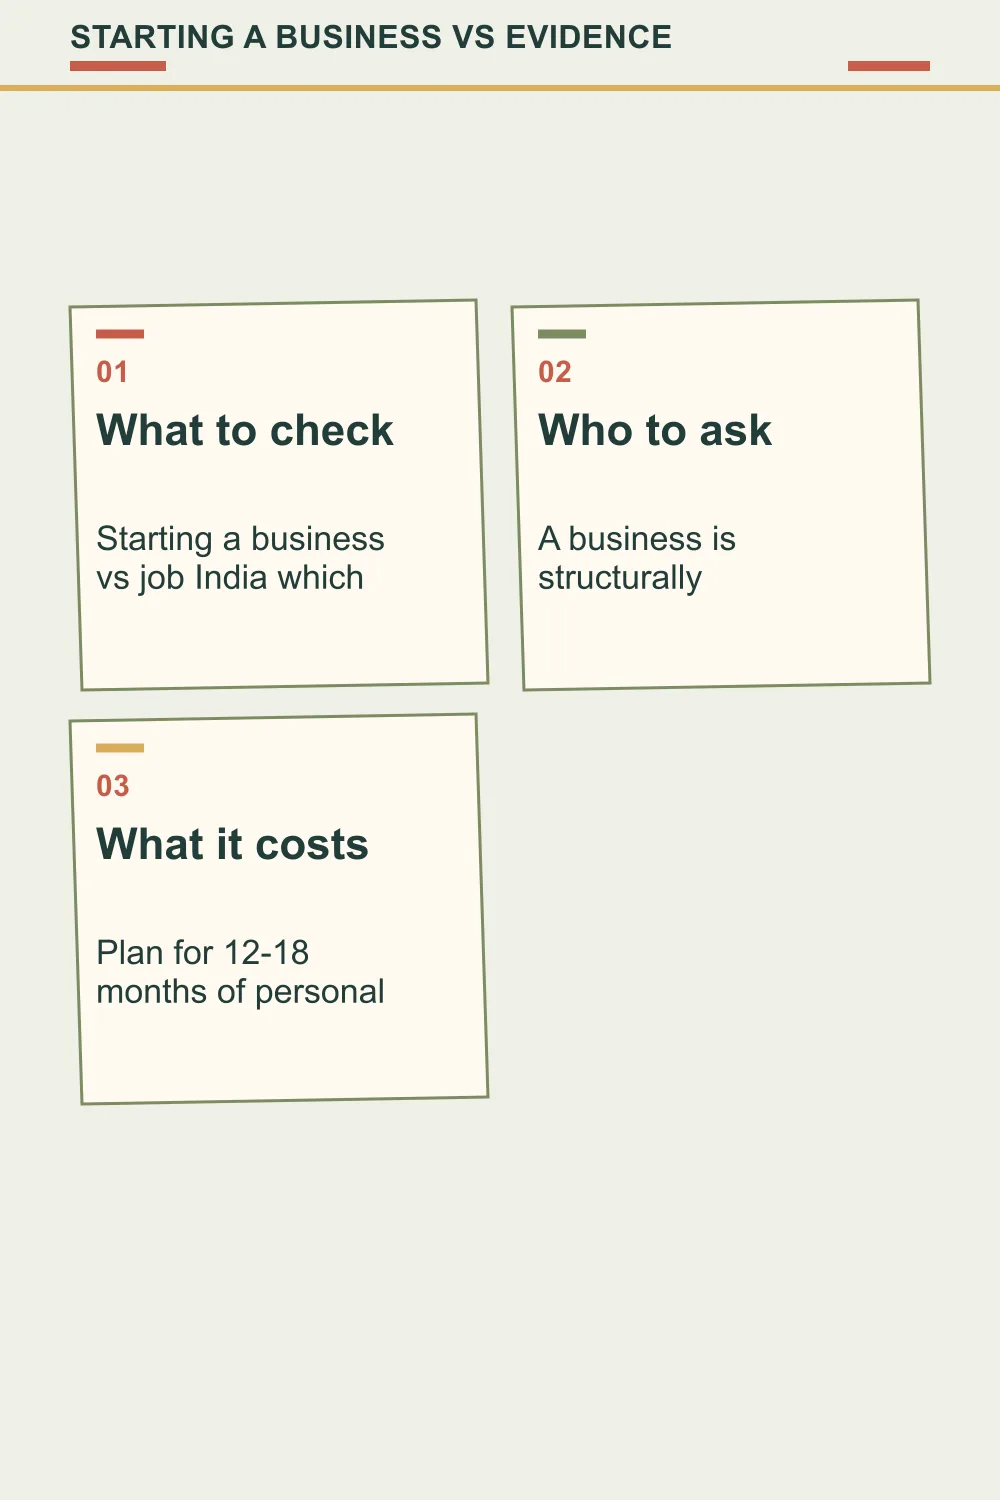 STARTING A BUSINESS VS EVIDENCE
01
What to check
Starting a business
vs job India which
02
Who to ask
A business is
structurally
03
What it costs
Plan for 12-18
months of personal